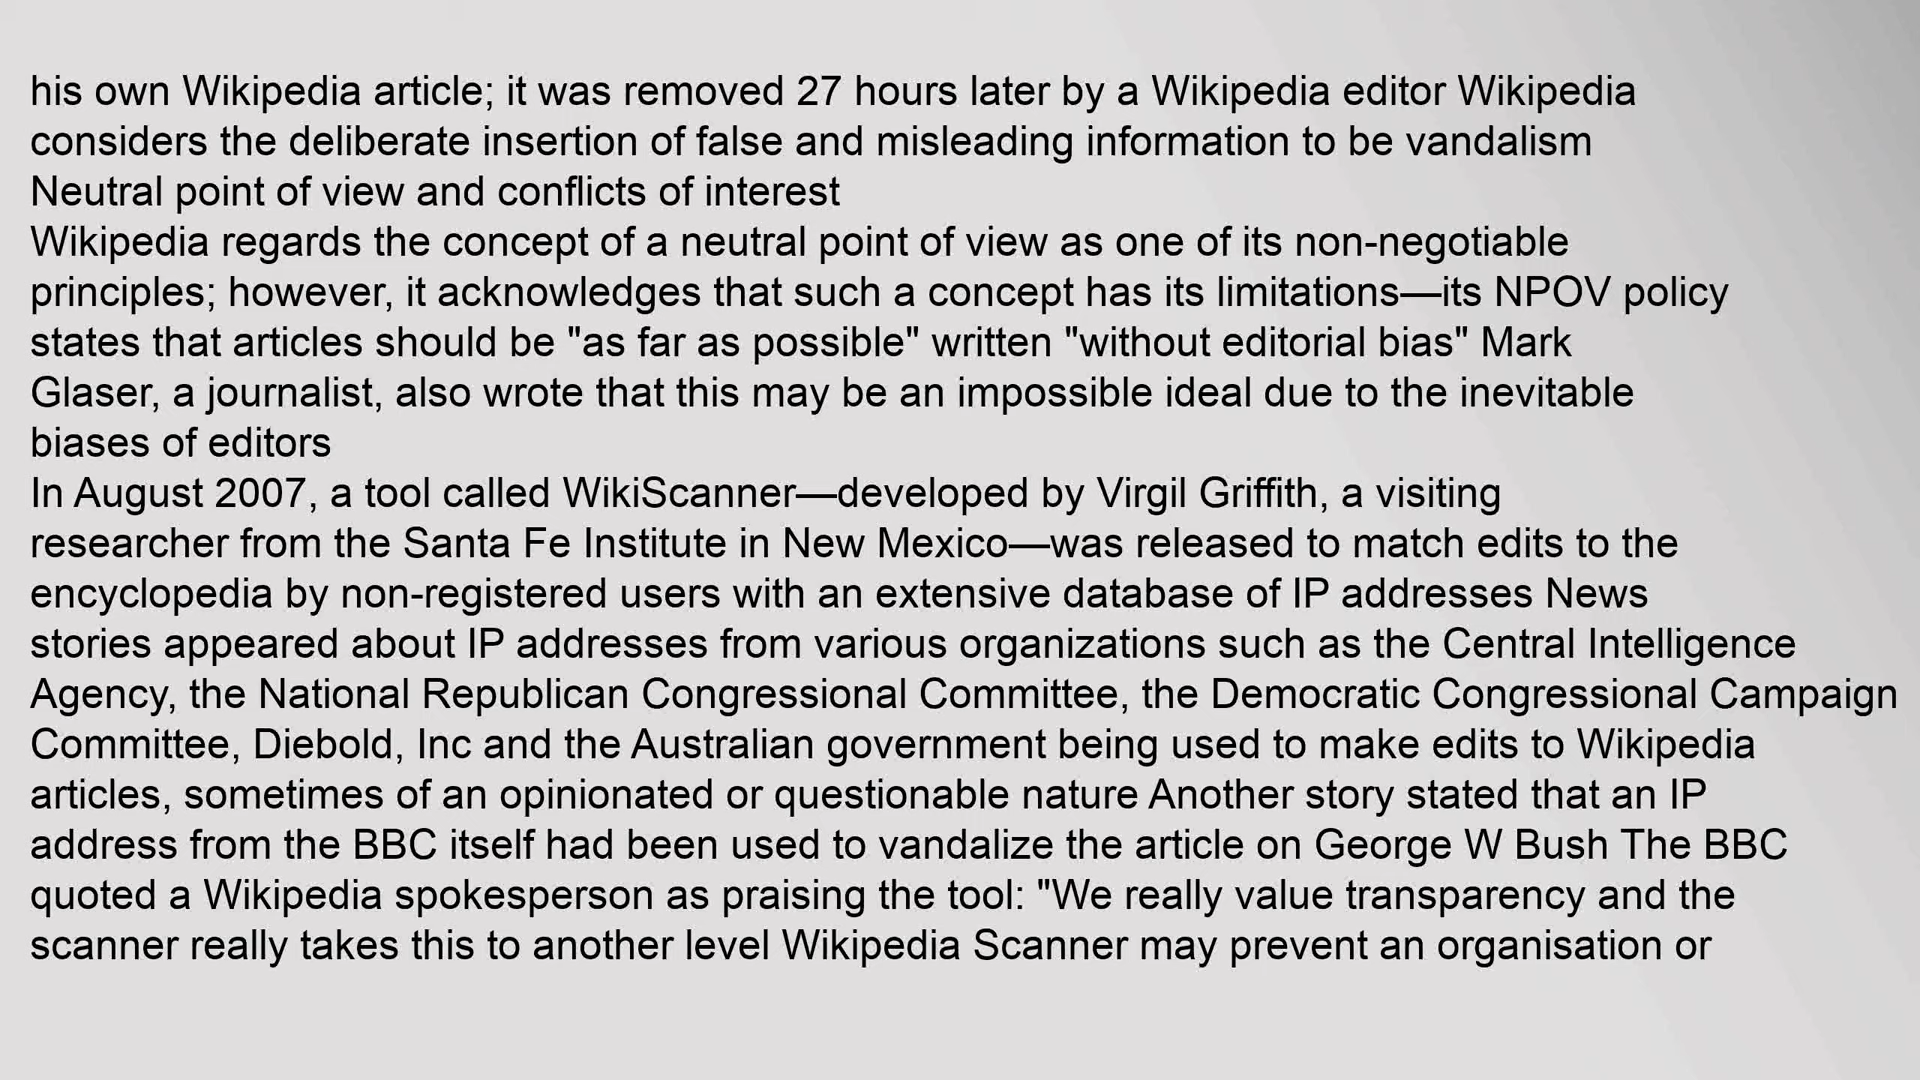 his own Wikipedia article; it was removed 27 hours later by a Wikipedia editor Wikipedia
considers the deliberate insertion of false and misleading information to be vandalism
Neutral point of view and conflicts of interest
Wikipedia regards the concept of a neutral point of view as one of its non-negotiable
principles; however, it acknowledges that such a concept has its limitations—its NPOV policy
states that articles should be "as far as possible" written "without editorial bias" Mark
Glaser, a journalist, also wrote that this may be an impossible ideal due to the inevitable
biases of editors
In August 2007, a tool called WikiScanner—developed by Virgil Griffith, a visiting
researcher from the Santa Fe Institute in New Mexico—was released to match edits to the
encyclopedia by non-registered users with an extensive database of IP addresses News
stories appeared about IP addresses from various organizations such as the Central Intelligence
Agency, the National Republican Congressional Committee, the Democratic Congressional Campaign
Committee, Diebold, Inc and the Australian government being used to make edits to Wikipedia
articles, sometimes of an opinionated or questionable nature Another story stated that an IP
address from the BBC itself had been used to vandalize the article on George W Bush The BBC
quoted a Wikipedia spokesperson as praising the tool: "We really value transparency and the
scanner really takes this to another level Wikipedia Scanner may prevent an organisation or